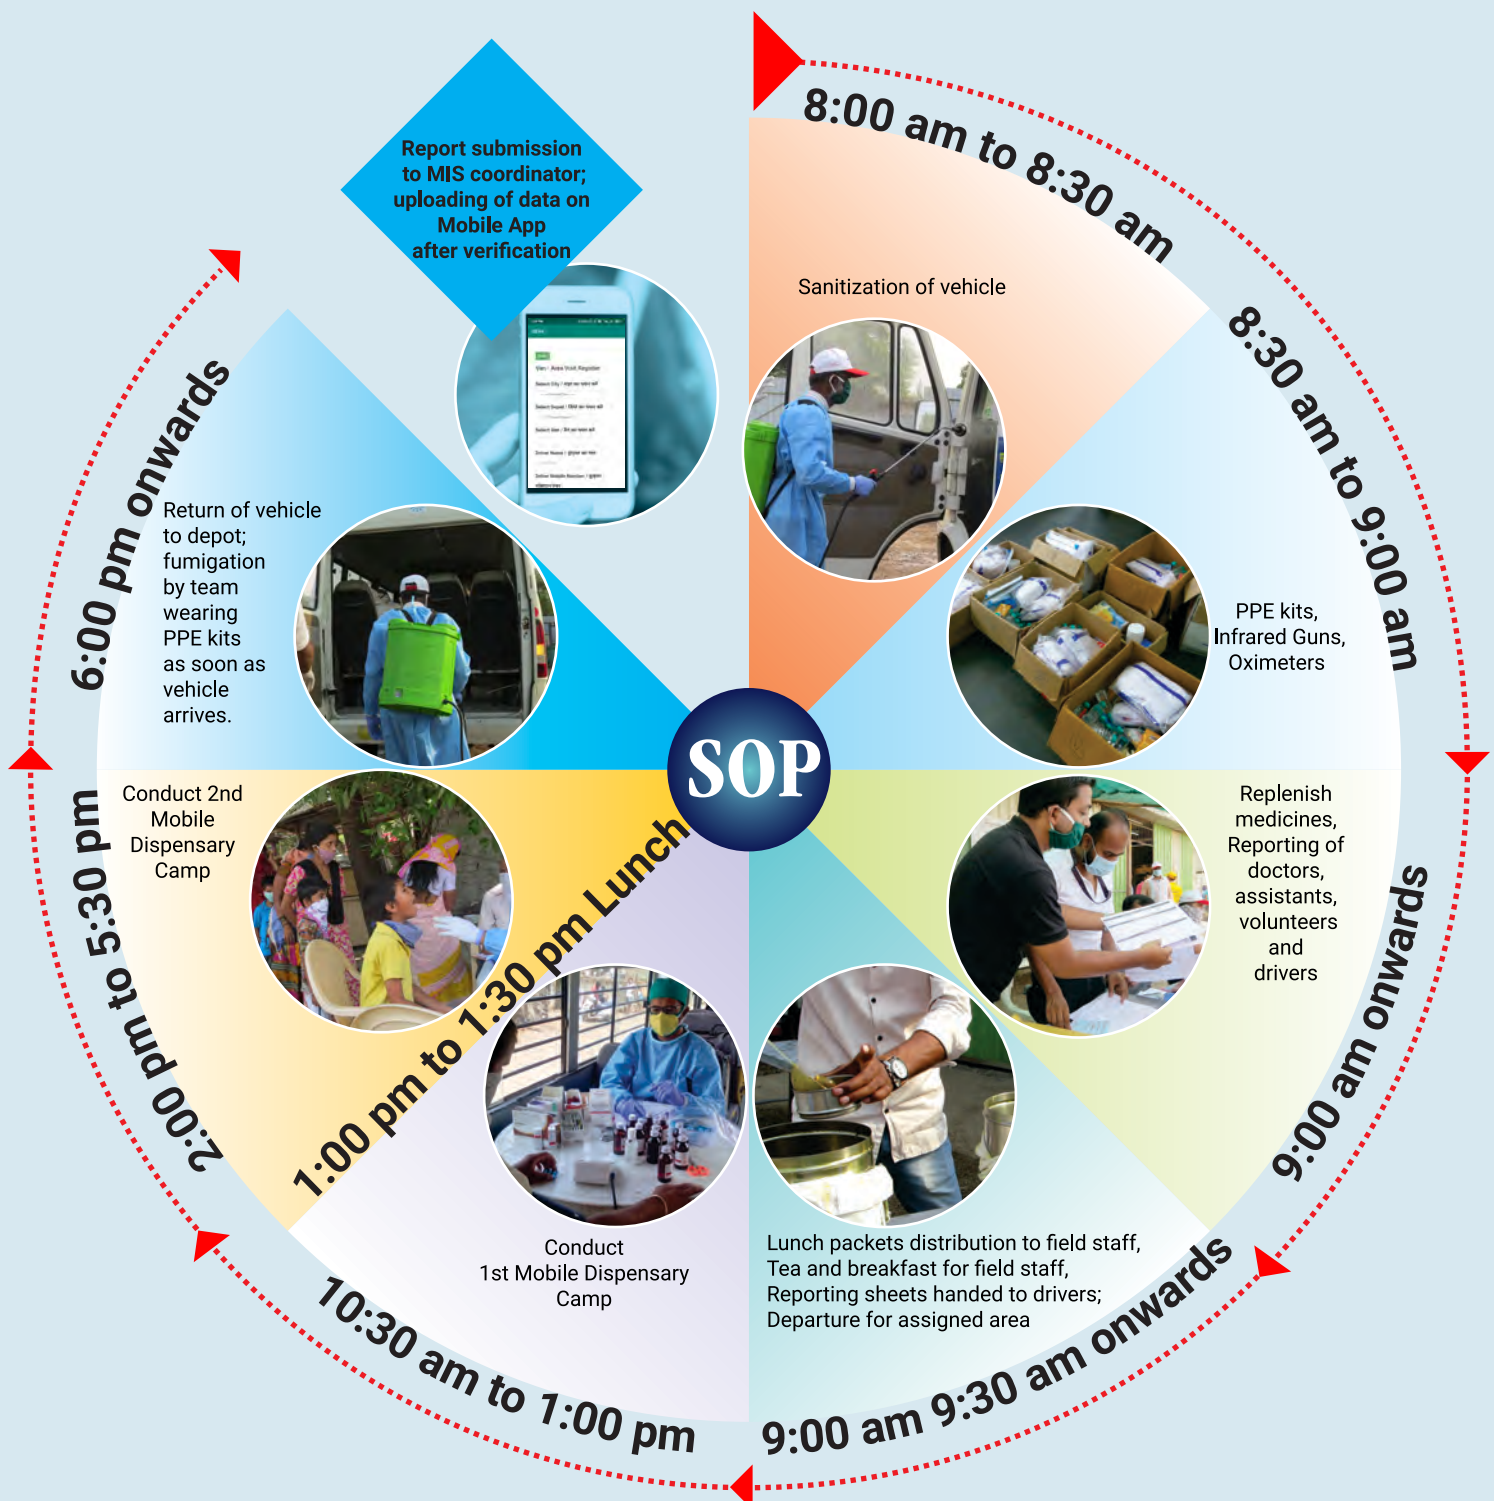 8:00 am to 8:30 am
Sanitization of vehicle
8:30 am to 9:00 am
PPE kits,
Infrared Guns,
Oximeters
9:00 am onwards
Replenish
medicines,
Reporting of
doctors,
assistants,
volunteers
and
drivers
9:00 am 9:30 am onwards
Lunch packets distribution to field staff,
Tea and breakfast for field staff,
Reporting sheets handed to drivers;
Departure for assigned area
10:30 am to 1:00 pm
Conduct
1st Mobile Dispensary
Camp
1:00 pm to 1:30 pm Lunch
2:00 pm to 5:30 pm
Conduct 2nd
Mobile
Dispensary
Camp
6:00 pm onwards
Return of vehicle
to depot;
fumigation
by team
wearing
PPE kits
as soon as
vehicle
arrives.
Report submission
to MIS coordinator;
uploading of data on
Mobile App
after verification
Van / Area Visit Register
SOP